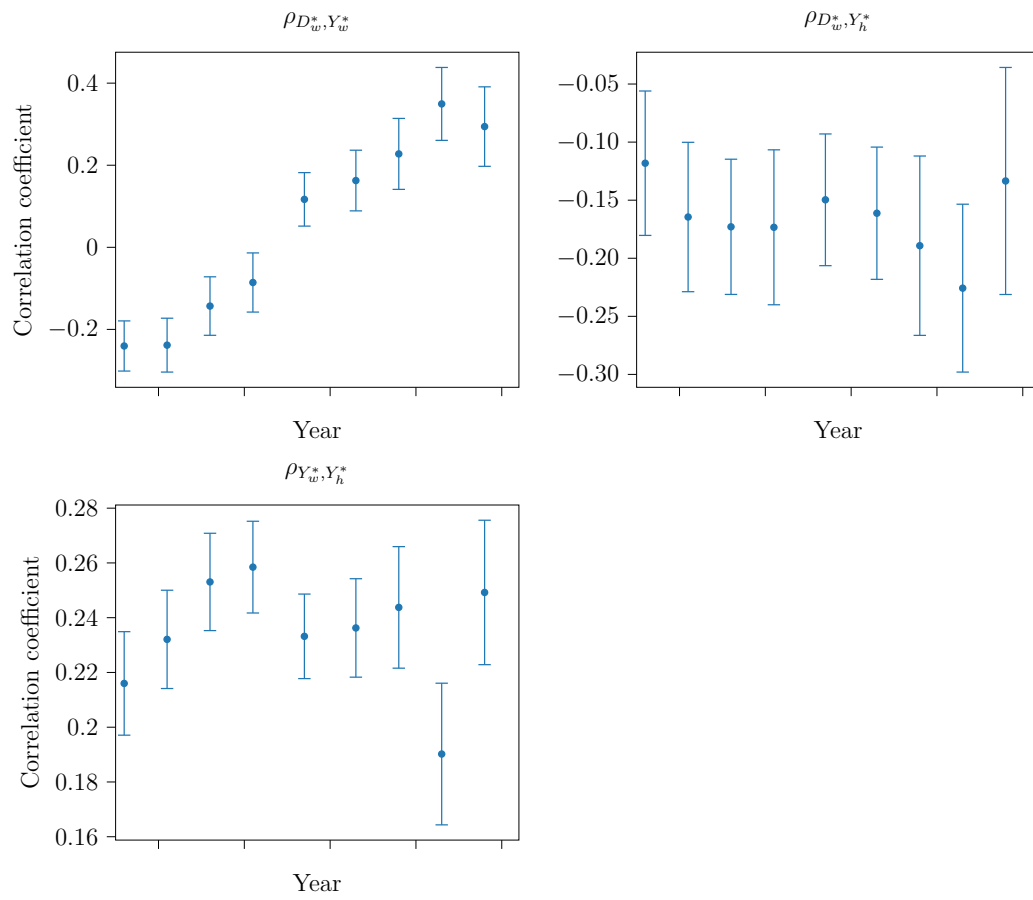 ρ_{D_w^*,Y_w^*}
0.4
0.2
0
−0.2
Correlation coefficient
Year
ρ_{D_w^*,Y_h^*}
−0.05
−0.10
−0.15
−0.20
−0.25
−0.30
Year
ρ_{Y_w^*,Y_h^*}
0.28
0.26
0.24
0.22
0.2
0.18
0.16
Correlation coefficient
Year